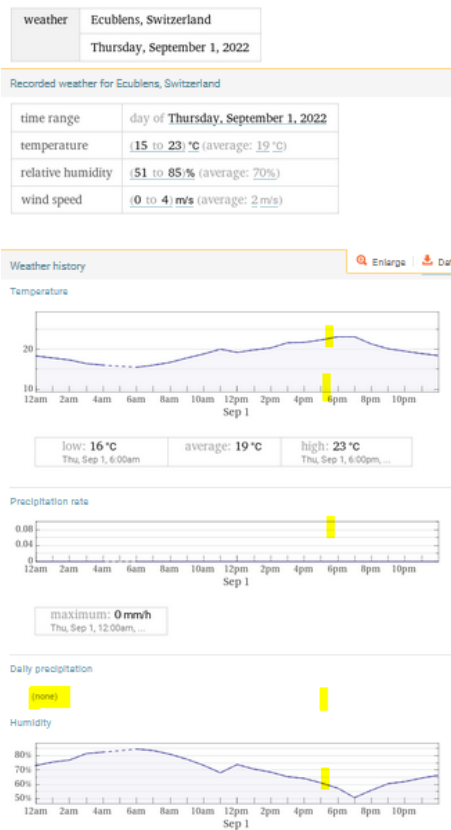 weather Ecublens, Switzerland
Thursday, September 1, 2022
Recorded weather for Ecublens, Switzerland
time range day of Thursday, September 1, 2022
temperature (15 to 23) °C (average: 19 °C)
relative humidity (51 to 85)% (average: 70%)
wind speed (0 to 4) m/s (average: 2 m/s)
Weather history Enlarge Dat
Temperature
20
10
12am 2am 4am 6am 8am 10am 12pm 2pm 4pm 6pm 8pm 10pm
Sep 1
low: 16 °C average: 19 °C high: 23 °C
Thu, Sep 1, 6:00am Thu, Sep 1, 6:00pm, ...
Precipitation rate
0.08
0.04
0
12am 2am 4am 6am 8am 10am 12pm 2pm 4pm 6pm 8pm 10pm
Sep 1
maximum: 0 mm/h
Thu, Sep 1, 12:00am, ...
Daily precipitation
(none)
Humidity
80%
70%
60%
50%
12am 2am 4am 6am 8am 10am 12pm 2pm 4pm 6pm 8pm 10pm
Sep 1